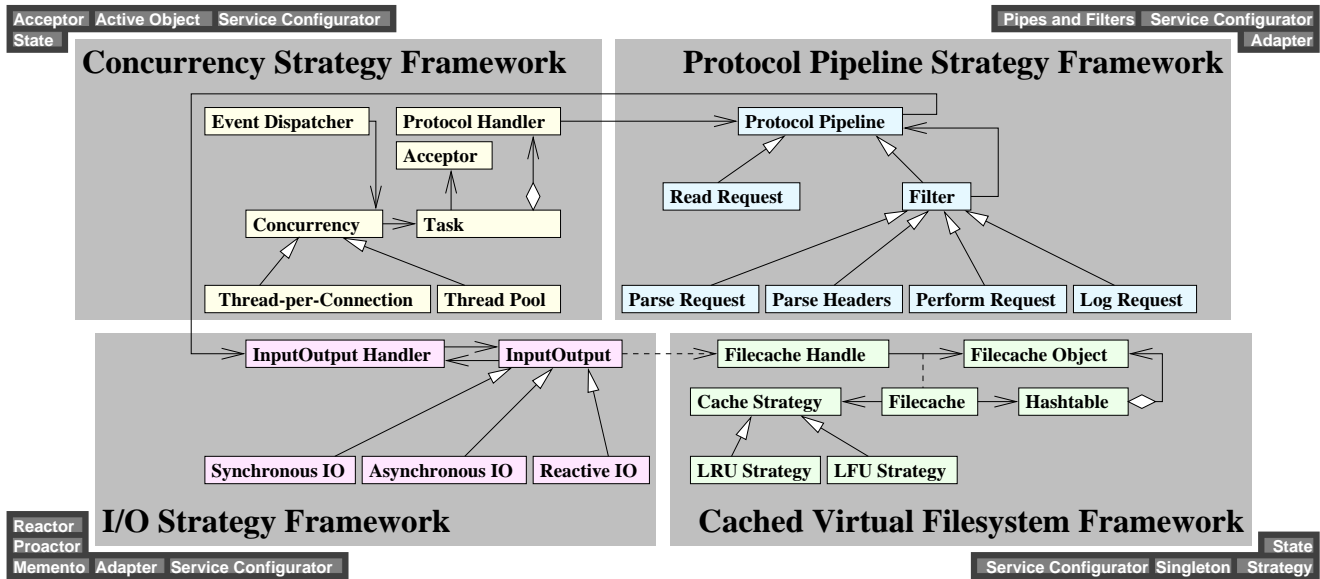 Acceptor Active Object Service Configurator
State
Pipes and Filters Service Configurator
Adapter
Concurrency Strategy Framework
Event Dispatcher
Protocol Handler
Acceptor
Concurrency
Task
Thread-per-Connection
Thread Pool
Protocol Pipeline Strategy Framework
Protocol Pipeline
Read Request
Filter
Parse Request
Parse Headers
Perform Request
Log Request
InputOutput Handler
InputOutput
Synchronous IO
Asynchronous IO
Reactive IO
I/O Strategy Framework
Filecache Handle
Filecache Object
Cache Strategy
Filecache
Hashtable
LRU Strategy
LFU Strategy
Cached Virtual Filesystem Framework
Reactor
Proactor
Memento Adapter Service Configurator
State
Service Configurator Singleton Strategy